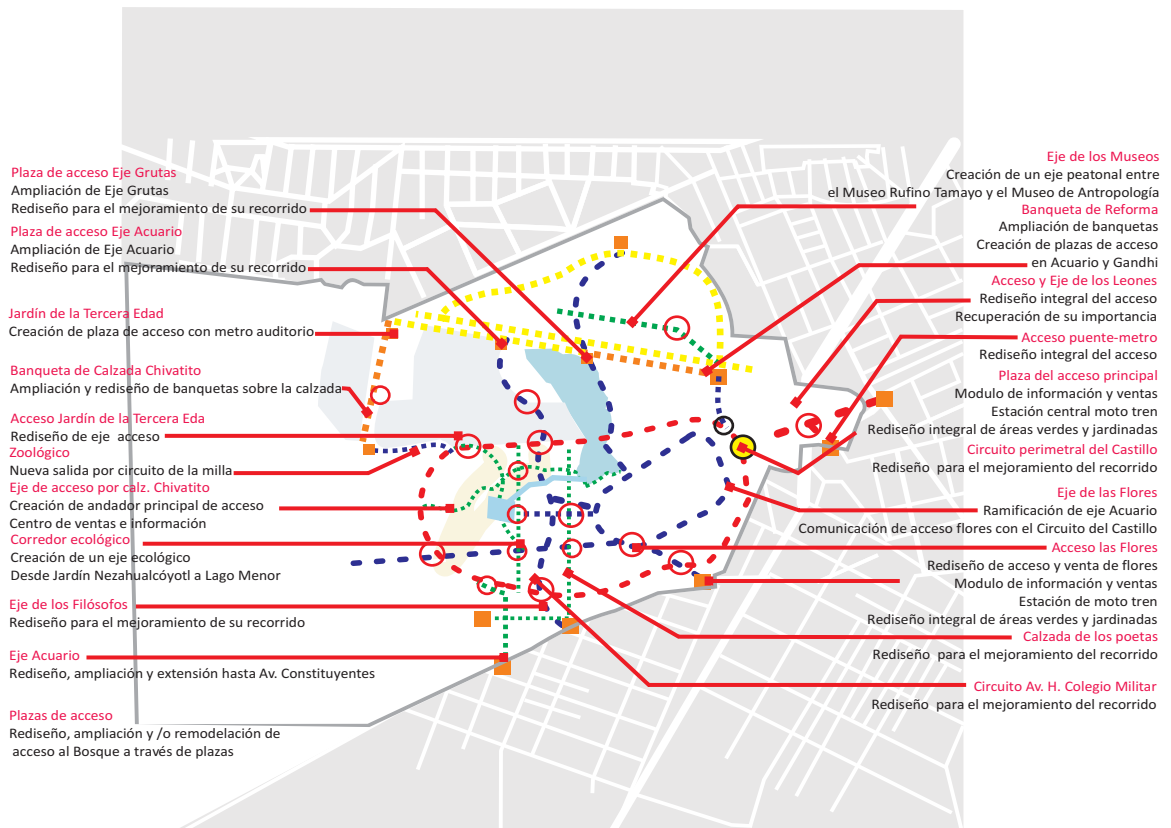 Plaza de acceso Eje Grutas
Ampliación de Eje Grutas
Rediseño para el mejoramiento de su recorrido
Plaza de acceso Eje Acuario
Ampliación de Eje Acuario
Rediseño para el mejoramiento de su recorrido
Jardín de la Tercera Edad
Creación de plaza de acceso con metro auditorio
Banqueta de Calzada Chivatito
Ampliación y rediseño de banquetas sobre la calzada
Acceso Jardín de la Tercera Eda
Rediseño de eje acceso
Zoológico
Nueva salida por circuito de la milla
Eje de acceso por calz. Chivatito
Creación de andador principal de acceso
Centro de ventas e información
Corredor ecológico
Creación de un eje ecológico
Desde Jardín Nezahualcóyotl a Lago Menor
Eje de los Filósofos
Rediseño para el mejoramiento de su recorrido
Eje Acuario
Rediseño, ampliación y extensión hasta Av. Constituyentes
Plazas de acceso
Rediseño, ampliación y /o remodelación de
acceso al Bosque a través de plazas
Eje de los Museos
Creación de un eje peatonal entre
el Museo Rufino Tamayo y el Museo de Antropología
Banqueta de Reforma
Ampliación de banquetas
Creación de plazas de acceso
en Acuario y Gandhi
Acceso y Eje de los Leones
Rediseño integral del acceso
Recuperación de su importancia
Acceso puente-metro
Rediseño integral del acceso
Plaza del acceso principal
Modulo de información y ventas
Estación central moto tren
Rediseño integral de áreas verdes y jardinadas
Circuito perimetral del Castillo
Rediseño para el mejoramiento del recorrido
Eje de las Flores
Ramificación de eje Acuario
Comunicación de acceso flores con el Circuito del Castillo
Acceso las Flores
Rediseño de acceso y venta de flores
Modulo de información y ventas
Estación de moto tren
Rediseño integral de áreas verdes y jardinadas
Calzada de los poetas
Rediseño para el mejoramiento del recorrido
Circuito Av. H. Colegio Militar
Rediseño para el mejoramiento del recorrido